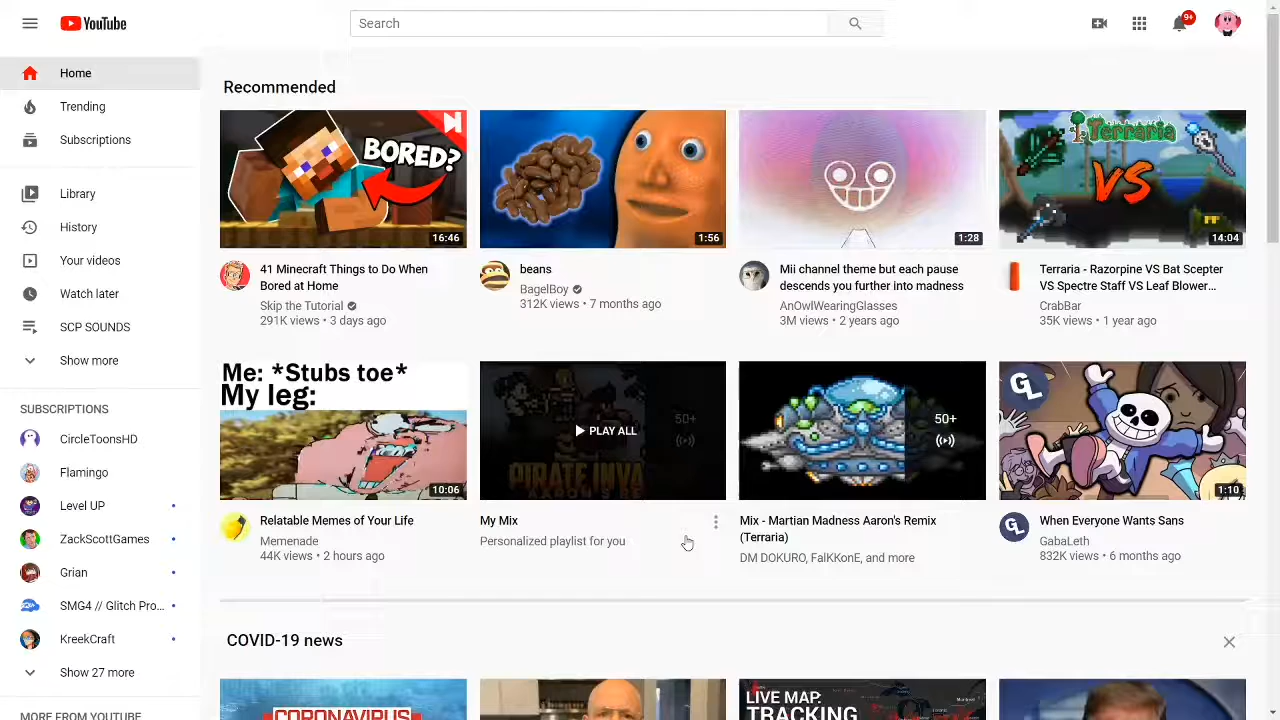 YouTube
Search
9+
Home
Trending
Subscriptions
Library
History
Your videos
Watch later
SCP SOUNDS
Show more
SUBSCRIPTIONS
CircleToonsHD
Flamingo
Level UP
ZackScottGames
Grian
SMG4 // Glitch Pro...
KreekCraft
Show 27 more
MORE FROM YOUTUBE
Recommended
BORED?
16:46
41 Minecraft Things to Do When
Bored at Home
Skip the Tutorial
291K views • 3 days ago
1:56
beans
BagelBoy
312K views • 7 months ago
1:28
Mii channel theme but each pause
descends you further into madness
AnOwlWearingGlasses
3M views • 2 years ago
Terraria
VS
14:04
Terraria - Razorpine VS Bat Scepter
VS Spectre Staff VS Leaf Blower...
CrabBar
35K views • 1 year ago
Me: *Stubs toe*
My leg:
10:06
Relatable Memes of Your Life
Memenade
44K views • 2 hours ago
50+
PLAY ALL
PIRATE INVA
My Mix
Personalized playlist for you
50+
Mix - Martian Madness Aaron's Remix
(Terraria)
DM DOKURO, FalKKonE, and more
GL
1:10
GL
When Everyone Wants Sans
GabaLeth
832K views • 6 months ago
COVID-19 news
CORONAVIRUS
LIVE MAP:
TRACKING